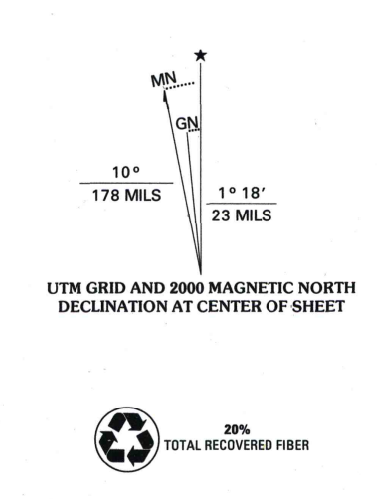 ★
MN
GN
10°
178 MILS
1° 18′
23 MILS
UTM GRID AND 2000 MAGNETIC NORTH
DECLINATION AT CENTER OF SHEET
20%
TOTAL RECOVERED FIBER